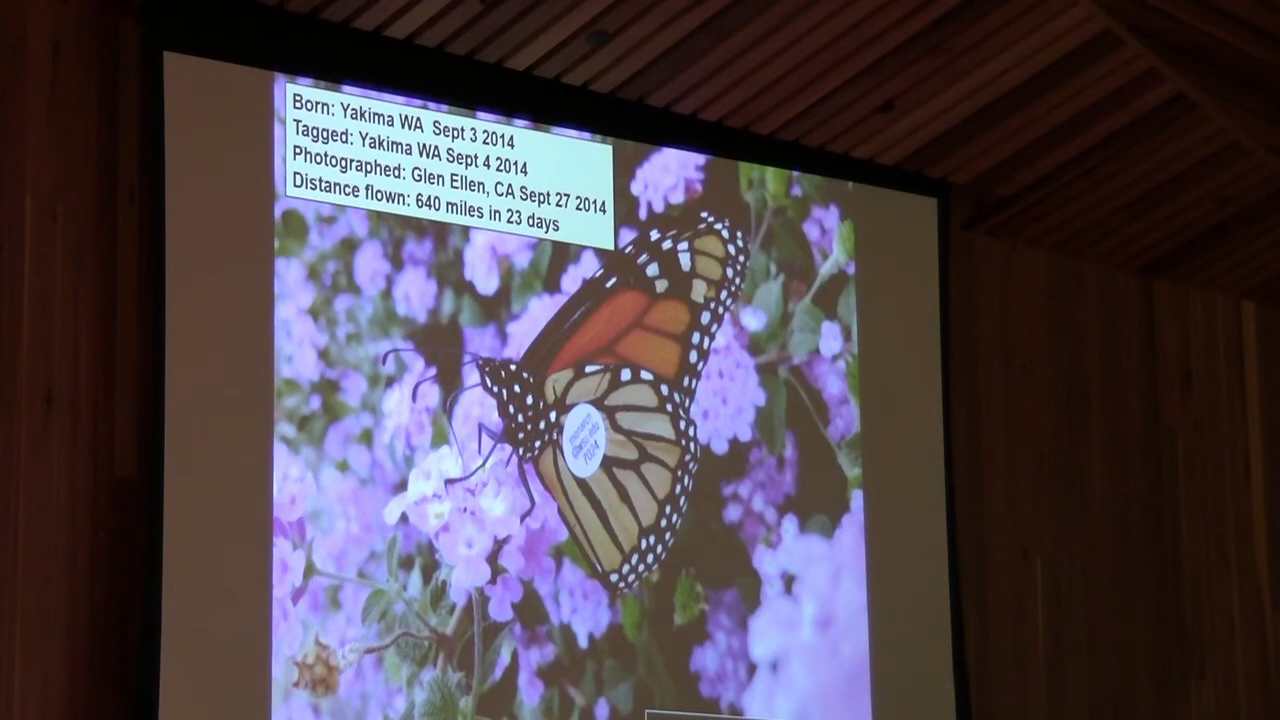 Born: Yakima WA Sept 3 2014
Tagged: Yakima WA Sept 4 2014
Photographed: Glen Ellen, CA Sept 27 2014
Distance flown: 640 miles in 23 days
monarch